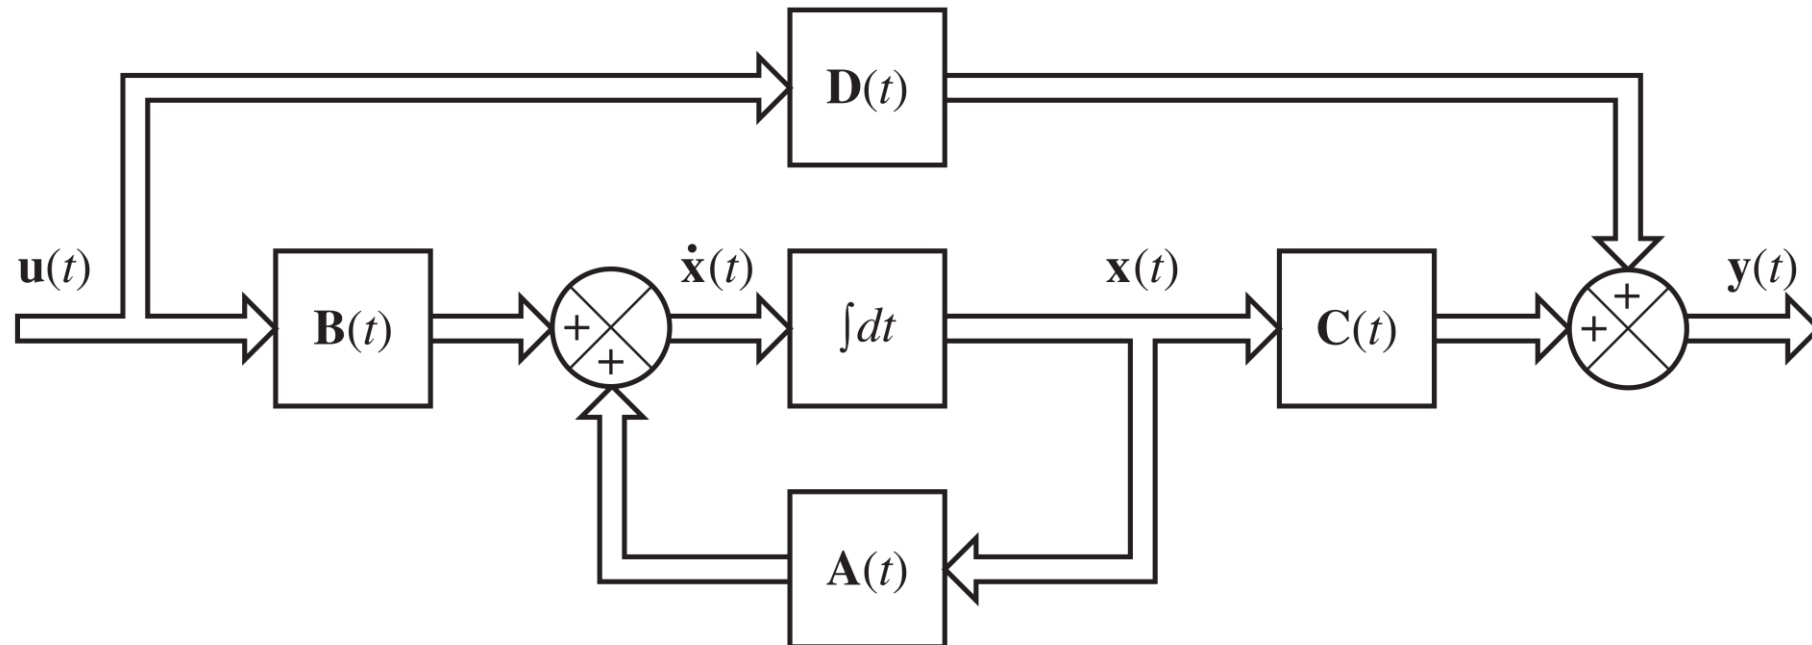 D(t)
u(t)
B(t)
+
+
ẋ(t)
∫dt
x(t)
C(t)
+
+
y(t)
A(t)